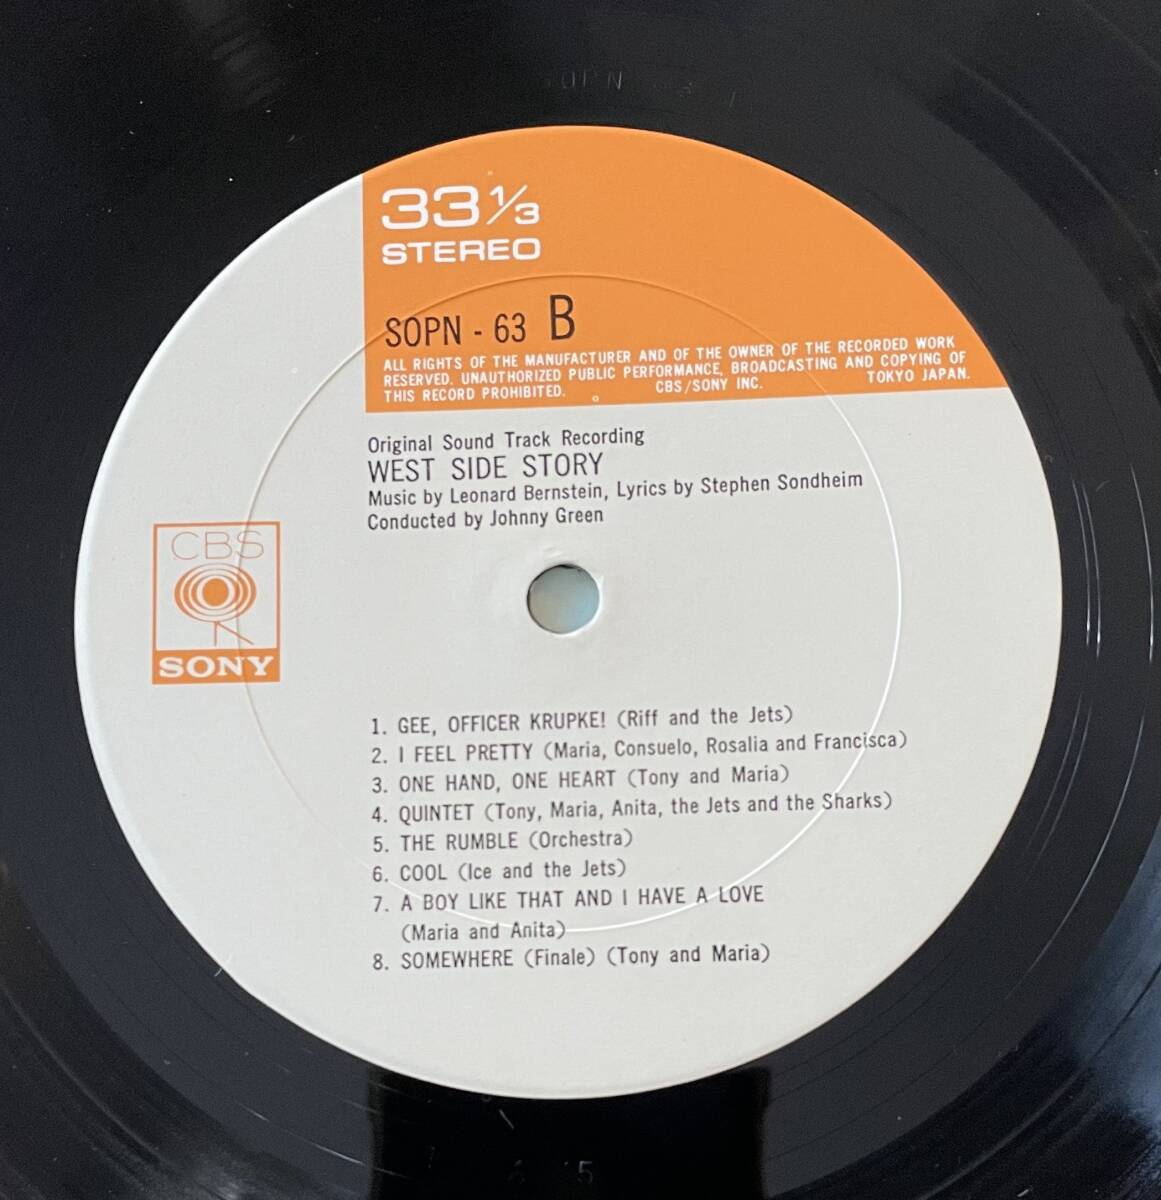 33 1/3
STEREO
SOPN - 63 B
ALL RIGHTS OF THE MANUFACTURER AND OF THE OWNER OF THE RECORDED WORK
RESERVED. UNAUTHORIZED PUBLIC PERFORMANCE, BROADCASTING AND COPYING OF
THIS RECORD PROHIBITED. CBS/SONY INC. TOKYO JAPAN.
Original Sound Track Recording
WEST SIDE STORY
Music by Leonard Bernstein, Lyrics by Stephen Sondheim
Conducted by Johnny Green
CBS
SONY
1. GEE, OFFICER KRUPKE! (Riff and the Jets)
2. I FEEL PRETTY (Maria, Consuelo, Rosalia and Francisca)
3. ONE HAND, ONE HEART (Tony and Maria)
4. QUINTET (Tony, Maria, Anita, the Jets and the Sharks)
5. THE RUMBLE (Orchestra)
6. COOL (Ice and the Jets)
7. A BOY LIKE THAT AND I HAVE A LOVE
(Maria and Anita)
8. SOMEWHERE (Finale) (Tony and Maria)